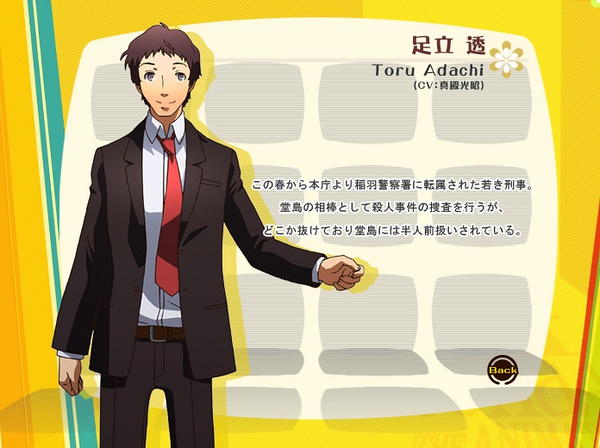 足立 透
Toru Adachi
(CV:真殿光昭)
この春から本庁より稲羽警察署に転属された若き刑事。
堂島の相棒として殺人事件の捜査を行うが、
どこか抜けており堂島には半人前扱いされている。
Back